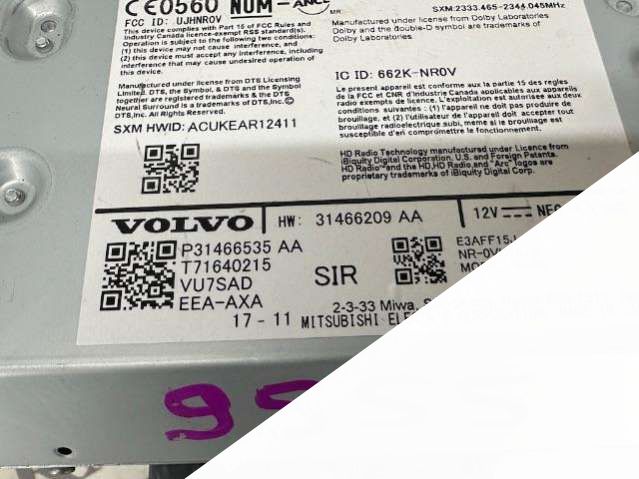 CE0560 NOM-ANCE
SXM:2333.465-2344.045MHz
FCC ID: UJHNR0V
This device complies with Part 15 of FCC Rules and
Industry Canada licence-exempt RSS standard(s).
Operation is subject to the following two conditions:
(1) this device may not cause interference, and
(2) this device must accept any interference, including
interference that may cause undesired operation of
this device.
Manufactured under license from Dolby Laboratories
Dolby and the double-D symbol are trademarks of
Dolby Laboratories
Manufactured under license from DTS Licensing
Limited. DTS, the Symbol, & DTS and the Symbol
together are registered trademarks & the DTS
Neural Surround is a trademarks of DTS,Inc.©
DTS,Inc. All Rights Reserved.
IC ID: 662K-NR0V
Le present appareil est conforme aux la partie 15 des regles
de la FCC et CNR d'Industrie Canada applicables aux appareils
radio exempts de licence. L'exploitation est autorisee aux deux
conditions suivantes: (1) l'appareil ne doit pas produire de
brouillage, et (2) l'utilisateur de l'appareil doit accepter tout
brouillage radioelectrique subi, meme si le brouillage est
susceptible d'en compromettre le fonctionnement.
SXM HWID: ACUKEAR12411
HD Radio Technology manufactured under License from
iBiquity Digital Corporation. U.S. and Foreign Patents.
HD Radio™ and the HD,HD Radio,and "Arc" logos are
proprietary trademarks of iBiquity Digital Corp.
VOLVO HW: 31466209 AA 12V
P31466535 AA
T71640215
VU7SAD
EEA-AXA
SIR
E3AFF15
NR-0V
2-3-33 Miwa,
17-11 MITSUBISHI